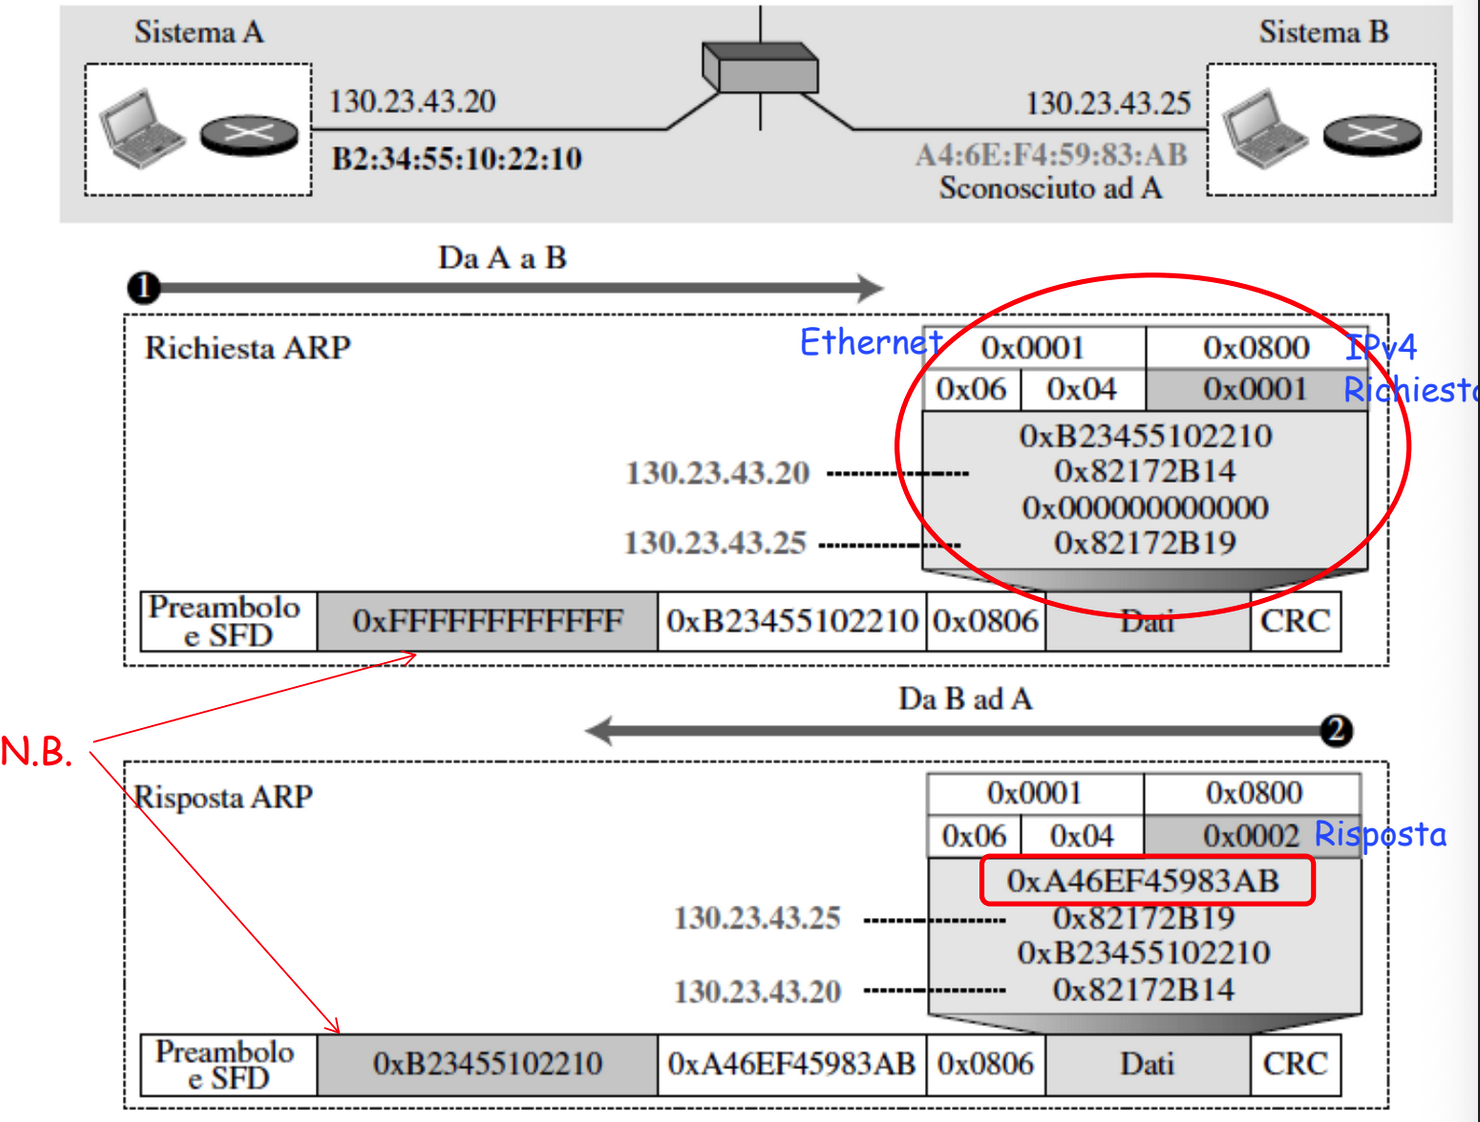 Sistema A
Sistema B
130.23.43.20
130.23.43.25
B2:34:55:10:22:10
A4:6E:F4:59:83:AB
Sconosciuto ad A
Da A a B
1
Richiesta ARP
Ethernet 0x0001 0x0800 IPv4
0x06 0x04 0x0001 Richiesta
0xB23455102210
130.23.43.20 0x82172B14
0x000000000000
130.23.43.25 0x82172B19
Preambolo
e SFD
0xFFFFFFFFFFFF 0xB23455102210 0x0806 Dati CRC
Da B ad A
2
N.B.
Risposta ARP
0x0001 0x0800
0x06 0x04 0x0002 Risposta
0xA46EF45983AB
130.23.43.25 0x82172B19
0xB23455102210
130.23.43.20 0x82172B14
Preambolo
e SFD
0xB23455102210 0xA46EF45983AB 0x0806 Dati CRC